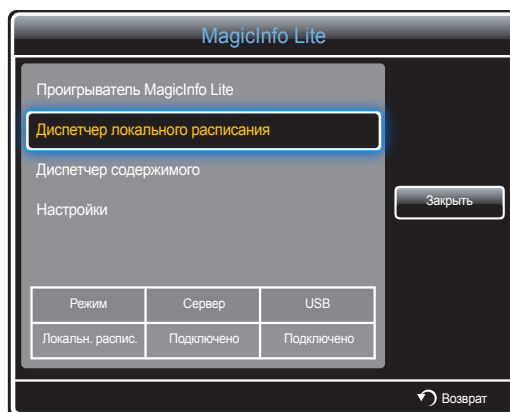 MagicInfo Lite
Проигрыватель MagicInfo Lite
Диспетчер локального расписания
Диспетчер содержимого
Настройки
Закрыть
Режим Сервер USB
Локальн. распис. Подключено Подключено
Возврат